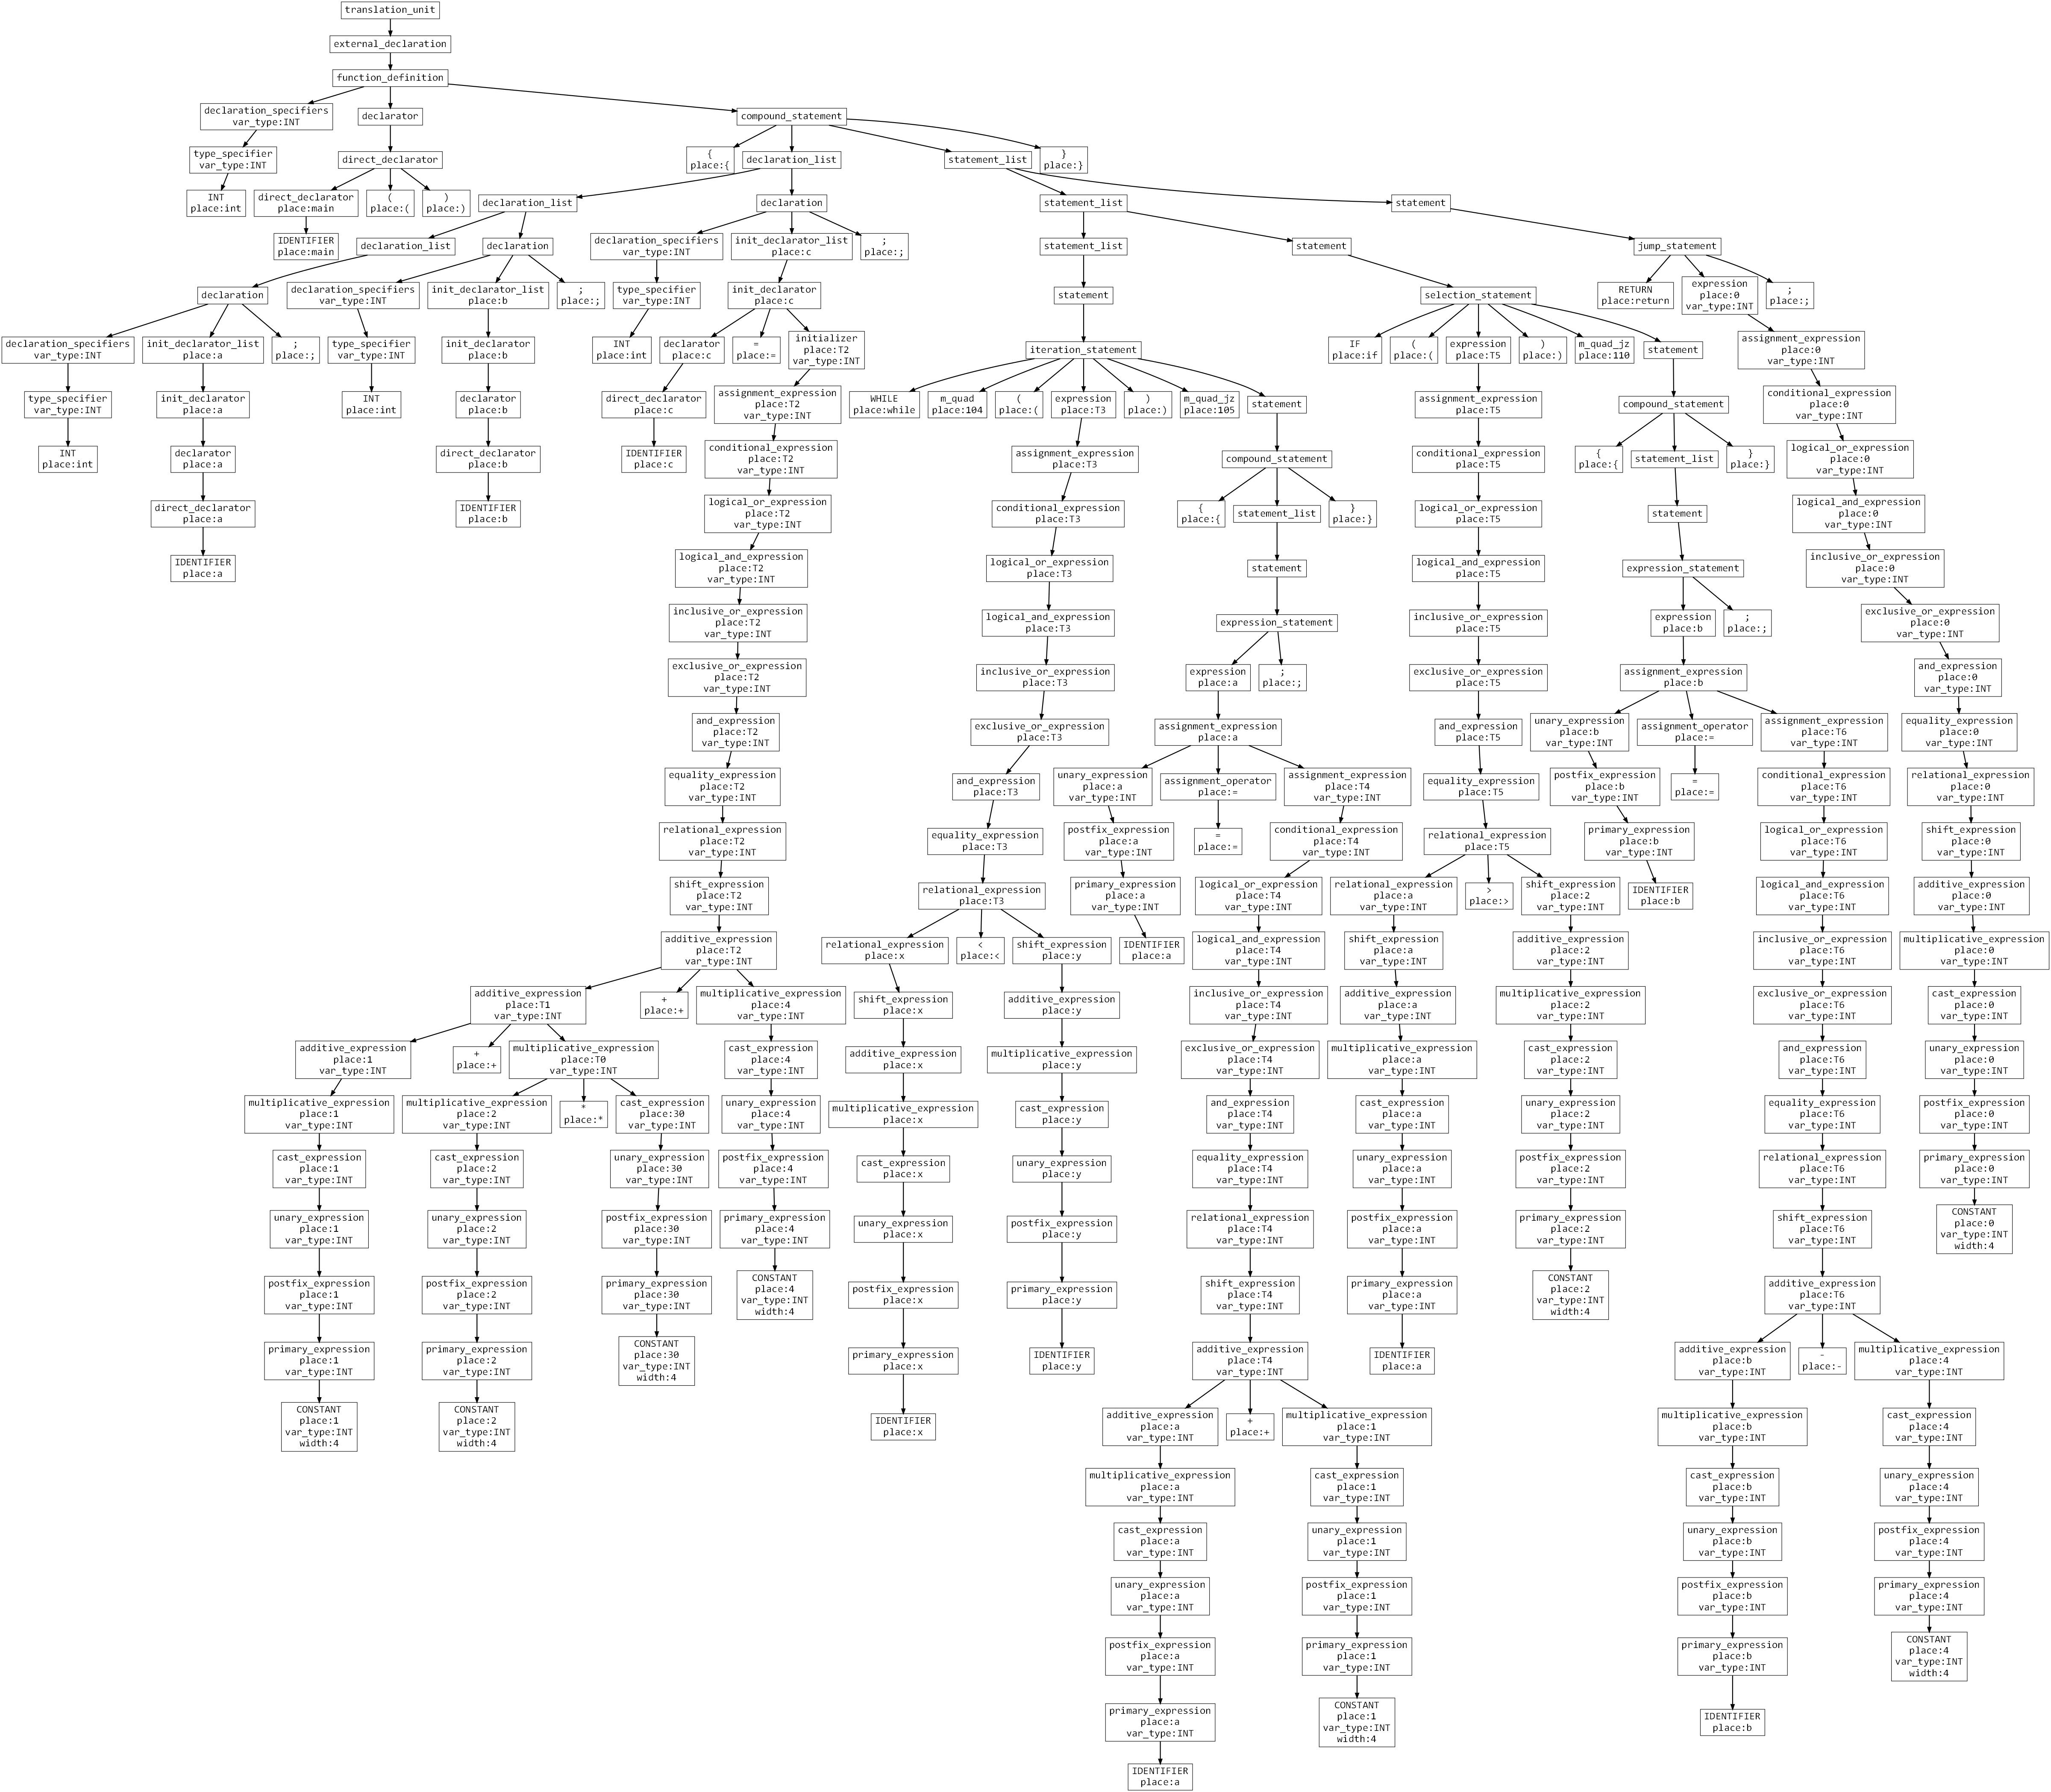 translation_unit
external_declaration
function_definition
declaration_specifiers
var_type:INT
declarator
compound_statement
type_specifier
var_type:INT
direct_declarator
{
place:{
declaration_list
statement_list
}
place:}
INT
place:int
direct_declarator
place:main
(
place:(
)
place:)
declaration_list
declaration
statement_list
statement
IDENTIFIER
place:main
declaration_list
declaration
declaration_specifiers
var_type:INT
init_declarator_list
place:c
;
place:;
statement_list
statement
jump_statement
declaration
declaration_specifiers
var_type:INT
init_declarator_list
place:b
;
place:;
type_specifier
var_type:INT
init_declarator
place:c
statement
selection_statement
RETURN
place:return
expression
place:0
var_type:INT
;
place:;
declaration_specifiers
var_type:INT
init_declarator_list
place:a
;
place:;
type_specifier
var_type:INT
init_declarator
place:b
INT
place:int
declarator
place:c
=
place:=
initializer
place:T2
var_type:INT
iteration_statement
IF
place:if
(
place:(
expression
place:T5
)
place:)
m_quad_jz
place:110
statement
assignment_expression
place:0
var_type:INT
type_specifier
var_type:INT
init_declarator
place:a
INT
place:int
declarator
place:b
direct_declarator
place:c
assignment_expression
place:T2
var_type:INT
WHILE
place:while
m_quad
place:104
(
place:(
expression
place:T3
)
place:)
m_quad_jz
place:105
statement
assignment_expression
place:T5
compound_statement
conditional_expression
place:0
var_type:INT
INT
place:int
declarator
place:a
direct_declarator
place:b
IDENTIFIER
place:c
conditional_expression
place:T2
var_type:INT
assignment_expression
place:T3
compound_statement
conditional_expression
place:T5
{
place:{
statement_list
}
place:}
logical_or_expression
place:0
var_type:INT
direct_declarator
place:a
IDENTIFIER
place:b
logical_or_expression
place:T2
var_type:INT
conditional_expression
place:T3
{
place:{
statement_list
}
place:}
logical_or_expression
place:T5
statement
logical_and_expression
place:0
var_type:INT
IDENTIFIER
place:a
logical_and_expression
place:T2
var_type:INT
logical_or_expression
place:T3
statement
logical_and_expression
place:T5
expression_statement
inclusive_or_expression
place:0
var_type:INT
inclusive_or_expression
place:T2
var_type:INT
logical_and_expression
place:T3
expression_statement
inclusive_or_expression
place:T5
expression
place:b
;
place:;
exclusive_or_expression
place:0
var_type:INT
exclusive_or_expression
place:T2
var_type:INT
inclusive_or_expression
place:T3
expression
place:a
;
place:;
exclusive_or_expression
place:T5
assignment_expression
place:b
and_expression
place:0
var_type:INT
and_expression
place:T2
var_type:INT
exclusive_or_expression
place:T3
assignment_expression
place:a
and_expression
place:T5
unary_expression
place:b
var_type:INT
assignment_operator
place:=
assignment_expression
place:T6
var_type:INT
equality_expression
place:0
var_type:INT
equality_expression
place:T2
var_type:INT
and_expression
place:T3
unary_expression
place:a
var_type:INT
assignment_operator
place:=
assignment_expression
place:T4
var_type:INT
equality_expression
place:T5
postfix_expression
place:b
var_type:INT
=
place:=
conditional_expression
place:T6
var_type:INT
relational_expression
place:0
var_type:INT
relational_expression
place:T2
var_type:INT
equality_expression
place:T3
postfix_expression
place:a
var_type:INT
=
place:=
conditional_expression
place:T4
var_type:INT
relational_expression
place:T5
primary_expression
place:b
var_type:INT
logical_or_expression
place:T6
var_type:INT
shift_expression
place:0
var_type:INT
shift_expression
place:T2
var_type:INT
relational_expression
place:T3
primary_expression
place:a
var_type:INT
logical_or_expression
place:T4
var_type:INT
relational_expression
place:a
var_type:INT
>
place:>
shift_expression
place:2
var_type:INT
IDENTIFIER
place:b
logical_and_expression
place:T6
var_type:INT
additive_expression
place:0
var_type:INT
additive_expression
place:T2
var_type:INT
relational_expression
place:x
<
place:<
shift_expression
place:y
IDENTIFIER
place:a
logical_and_expression
place:T4
var_type:INT
shift_expression
place:a
var_type:INT
additive_expression
place:2
var_type:INT
inclusive_or_expression
place:T6
var_type:INT
multiplicative_expression
place:0
var_type:INT
additive_expression
place:T1
var_type:INT
+
place:+
multiplicative_expression
place:4
var_type:INT
shift_expression
place:x
additive_expression
place:y
inclusive_or_expression
place:T4
var_type:INT
additive_expression
place:a
var_type:INT
multiplicative_expression
place:2
var_type:INT
exclusive_or_expression
place:T6
var_type:INT
cast_expression
place:0
var_type:INT
additive_expression
place:1
var_type:INT
+
place:+
multiplicative_expression
place:T0
var_type:INT
cast_expression
place:4
var_type:INT
additive_expression
place:x
multiplicative_expression
place:y
exclusive_or_expression
place:T4
var_type:INT
multiplicative_expression
place:a
var_type:INT
cast_expression
place:2
var_type:INT
and_expression
place:T6
var_type:INT
unary_expression
place:0
var_type:INT
multiplicative_expression
place:1
var_type:INT
multiplicative_expression
place:2
var_type:INT
*
place:*
cast_expression
place:30
var_type:INT
unary_expression
place:4
var_type:INT
multiplicative_expression
place:x
cast_expression
place:y
and_expression
place:T4
var_type:INT
cast_expression
place:a
var_type:INT
unary_expression
place:2
var_type:INT
equality_expression
place:T6
var_type:INT
postfix_expression
place:0
var_type:INT
cast_expression
place:1
var_type:INT
cast_expression
place:2
var_type:INT
unary_expression
place:30
var_type:INT
postfix_expression
place:4
var_type:INT
cast_expression
place:x
unary_expression
place:y
equality_expression
place:T4
var_type:INT
unary_expression
place:a
var_type:INT
postfix_expression
place:2
var_type:INT
relational_expression
place:T6
var_type:INT
primary_expression
place:0
var_type:INT
unary_expression
place:1
var_type:INT
unary_expression
place:2
var_type:INT
postfix_expression
place:30
var_type:INT
primary_expression
place:4
var_type:INT
unary_expression
place:x
postfix_expression
place:y
relational_expression
place:T4
var_type:INT
postfix_expression
place:a
var_type:INT
primary_expression
place:2
var_type:INT
shift_expression
place:T6
var_type:INT
CONSTANT
place:0
var_type:INT
width:4
postfix_expression
place:1
var_type:INT
postfix_expression
place:2
var_type:INT
primary_expression
place:30
var_type:INT
CONSTANT
place:4
var_type:INT
width:4
postfix_expression
place:x
primary_expression
place:y
shift_expression
place:T4
var_type:INT
primary_expression
place:a
var_type:INT
CONSTANT
place:2
var_type:INT
width:4
additive_expression
place:T6
var_type:INT
primary_expression
place:1
var_type:INT
primary_expression
place:2
var_type:INT
CONSTANT
place:30
var_type:INT
width:4
primary_expression
place:x
IDENTIFIER
place:y
additive_expression
place:T4
var_type:INT
IDENTIFIER
place:a
additive_expression
place:b
var_type:INT
-
place:-
multiplicative_expression
place:4
var_type:INT
CONSTANT
place:1
var_type:INT
width:4
CONSTANT
place:2
var_type:INT
width:4
IDENTIFIER
place:x
additive_expression
place:a
var_type:INT
+
place:+
multiplicative_expression
place:1
var_type:INT
multiplicative_expression
place:b
var_type:INT
cast_expression
place:4
var_type:INT
multiplicative_expression
place:a
var_type:INT
cast_expression
place:1
var_type:INT
cast_expression
place:b
var_type:INT
unary_expression
place:4
var_type:INT
cast_expression
place:a
var_type:INT
unary_expression
place:1
var_type:INT
unary_expression
place:b
var_type:INT
postfix_expression
place:4
var_type:INT
unary_expression
place:a
var_type:INT
postfix_expression
place:1
var_type:INT
postfix_expression
place:b
var_type:INT
primary_expression
place:4
var_type:INT
postfix_expression
place:a
var_type:INT
primary_expression
place:1
var_type:INT
primary_expression
place:b
var_type:INT
CONSTANT
place:4
var_type:INT
width:4
primary_expression
place:a
var_type:INT
CONSTANT
place:1
var_type:INT
width:4
IDENTIFIER
place:b
IDENTIFIER
place:a